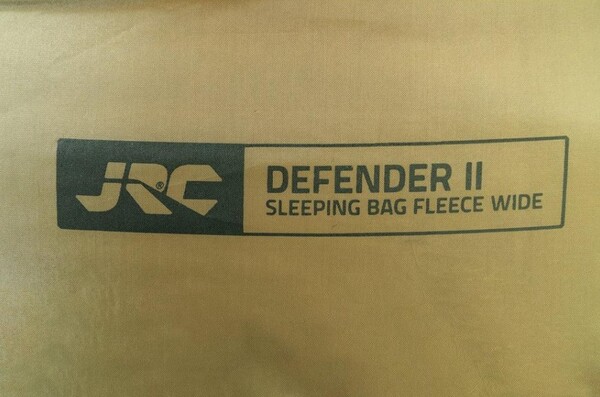 JRC®
DEFENDER II
SLEEPING BAG FLEECE WIDE